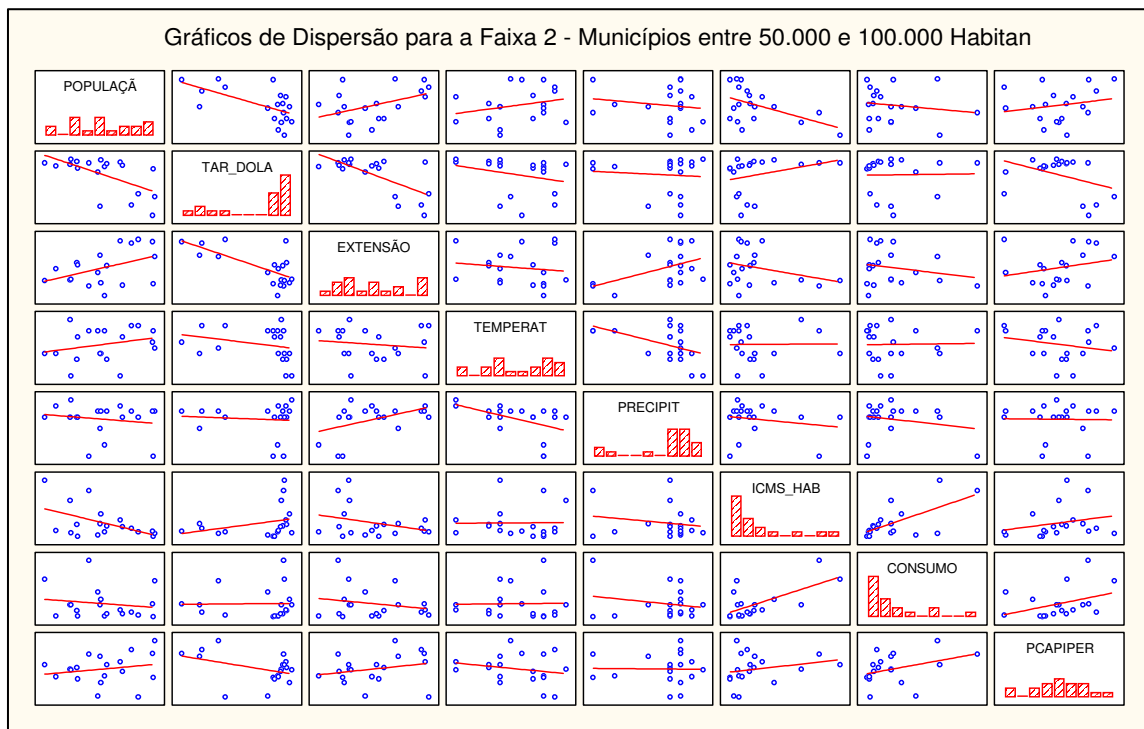 Gráficos de Dispersão para a Faixa 2 - Municípios entre 50.000 e 100.000 Habitan
POPULAÇÃ
TAR_DOLA
EXTENSÃO
TEMPERAT
PRECIPIT
ICMS_HAB
CONSUMO
PCAPIPER